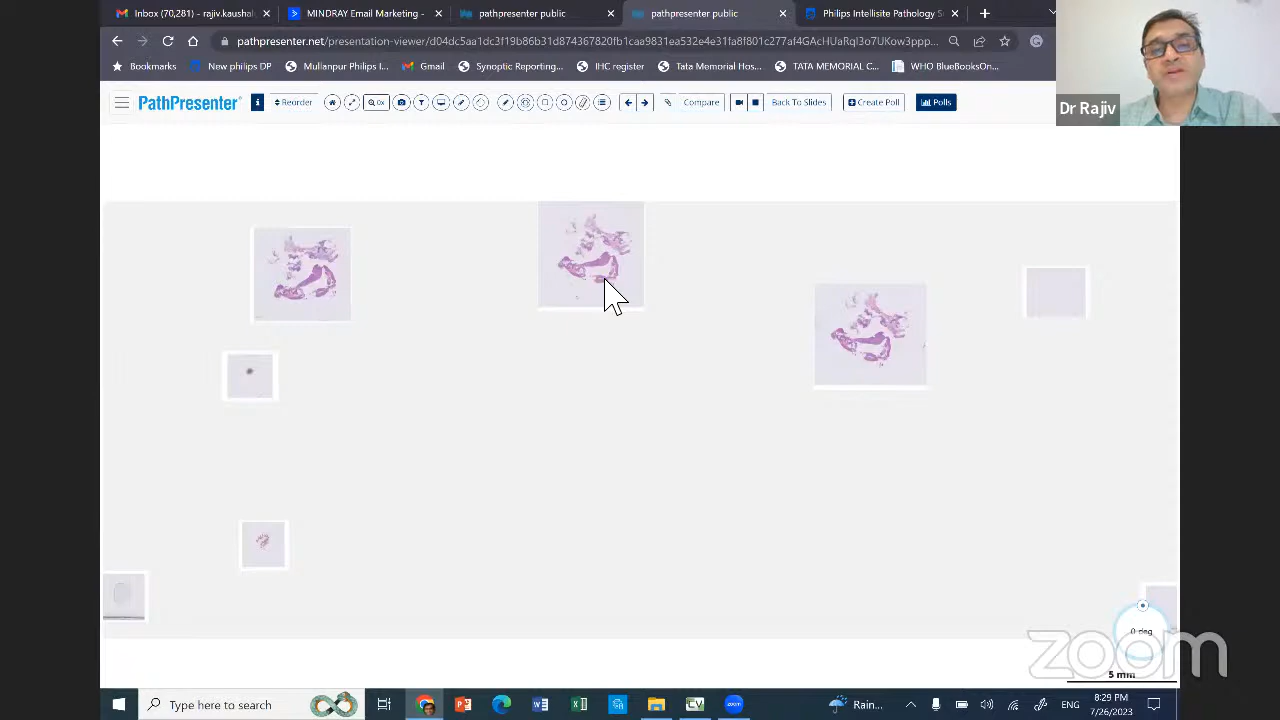 Inbox (70,281) - rajiv.kaushal
MINDRAY Email Marketing -
pathpresenter public
pathpresenter public
Philips Intellisite Pathology S
pathpresenter.net/presentation-viewer/
Bookmarks
New philips DP
Mullanpur Philips I...
Gmail
Synoptic Reporting...
IHC register
Tata Memorial Hos...
TATA MEMORIAL C...
WHO BlueBooksOn...
Dr Rajiv
PathPresenter
Reorder
0x
Compare
Back To Slides
Create Poll
Polls
0 deg
zoom
5 mm
Type here to search
Rain...
ENG
8:29 PM
7/26/2023